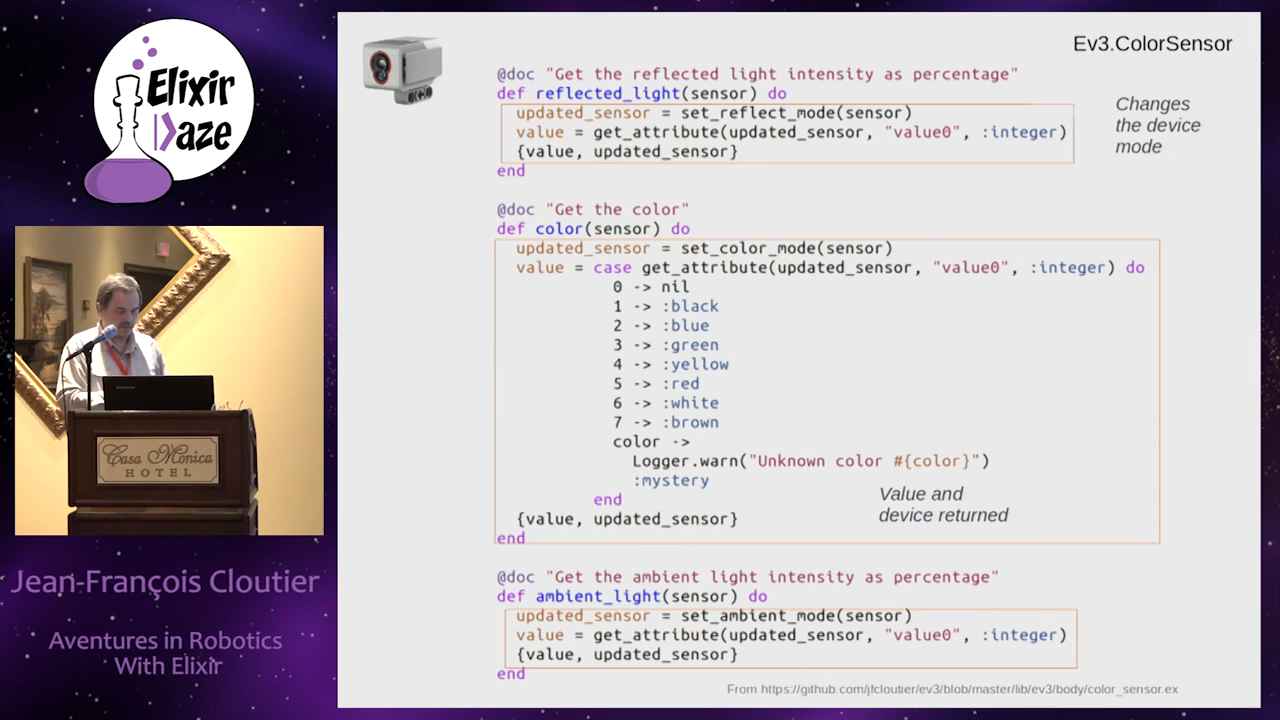 Elixir
Daze
Casa Monica
HOTEL
Jean-François Cloutier
Aventures in Robotics
With Elixir
Ev3.ColorSensor
@doc "Get the reflected light intensity as percentage"
def reflected_light(sensor) do
updated_sensor = set_reflect_mode(sensor)
value = get_attribute(updated_sensor, "value0", :integer)
{value, updated_sensor}
end
Changes
the device
mode
@doc "Get the color"
def color(sensor) do
updated_sensor = set_color_mode(sensor)
value = case get_attribute(updated_sensor, "value0", :integer) do
0 -> nil
1 -> :black
2 -> :blue
3 -> :green
4 -> :yellow
5 -> :red
6 -> :white
7 -> :brown
color ->
Logger.warn("Unknown color #{color}")
:mystery
end
{value, updated_sensor}
end
Value and
device returned
@doc "Get the ambient light intensity as percentage"
def ambient_light(sensor) do
updated_sensor = set_ambient_mode(sensor)
value = get_attribute(updated_sensor, "value0", :integer)
{value, updated_sensor}
end
From https://github.com/jfcloutier/ev3/blob/master/lib/ev3/body/color_sensor.ex